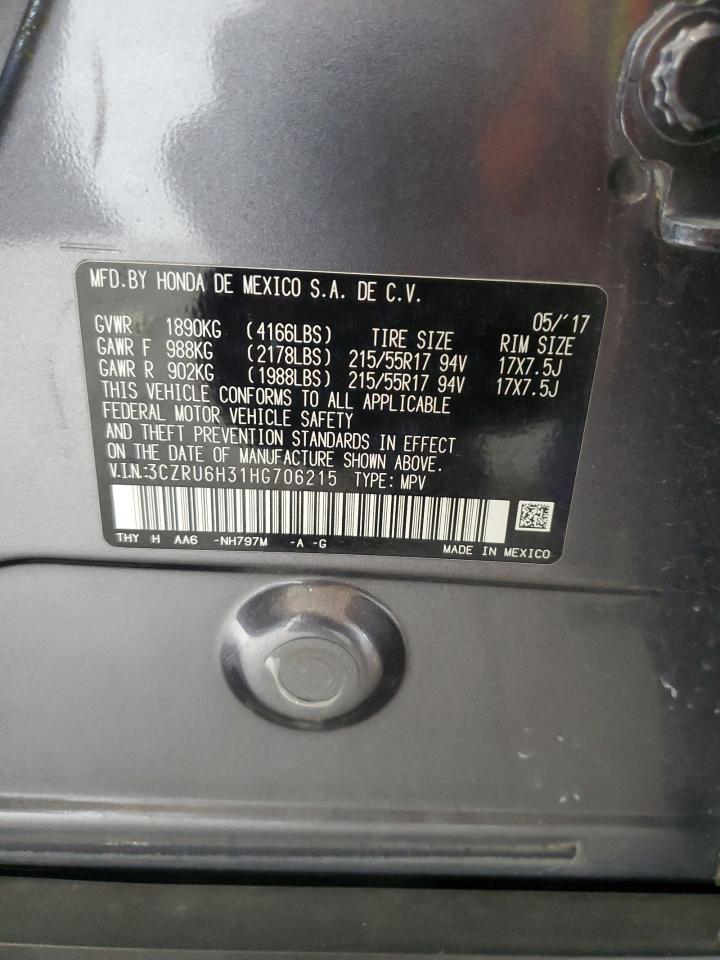 MFD.BY HONDA DE MEXICO S.A. DE C.V.
05/'17
GVWR 1890KG (4166LBS) TIRE SIZE RIM SIZE
GAWR F 988KG (2178LBS) 215/55R17 94V 17X7.5J
GAWR R 902KG (1988LBS) 215/55R17 94V 17X7.5J
THIS VEHICLE CONFORMS TO ALL APPLICABLE
FEDERAL MOTOR VEHICLE SAFETY
AND THEFT PREVENTION STANDARDS IN EFFECT
ON THE DATE OF MANUFACTURE SHOWN ABOVE.
V.I.N.:3CZRU6H31HG706215 TYPE: MPV
THY H AA6 -NH797M -A -G MADE IN MEXICO